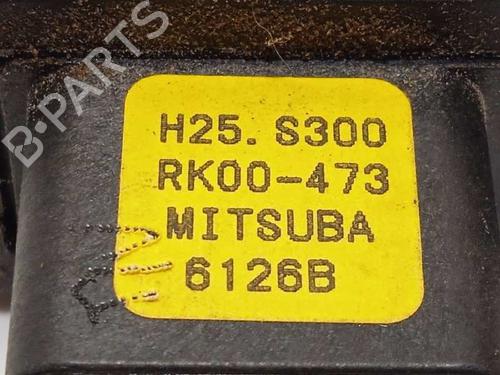 B-PARTS
H25. S300
RK00-473
MITSUBA
6126B